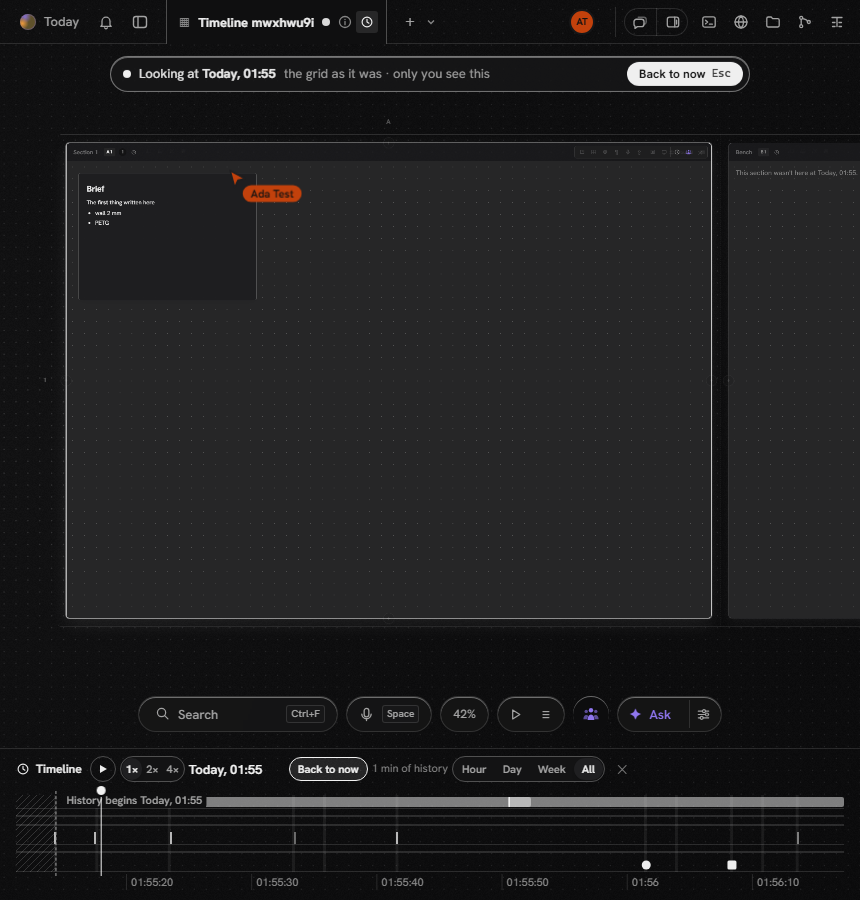 Today
Timeline mwxhwu9i
AT
Looking at Today, 01:55 the grid as it was · only you see this
Back to now Esc
A
Section 1 A1 1
Bench B1
Brief
The first thing written here
• wall 2 mm
• PETG
Ada Test
This section wasn't here at Today, 01:55.
1
Search Ctrl+F
Space
42%
Ask
Timeline 1× 2× 4× Today, 01:55 Back to now 1 min of history Hour Day Week All
History begins Today, 01:55
01:55:20 01:55:30 01:55:40 01:55:50 01:56 01:56:10